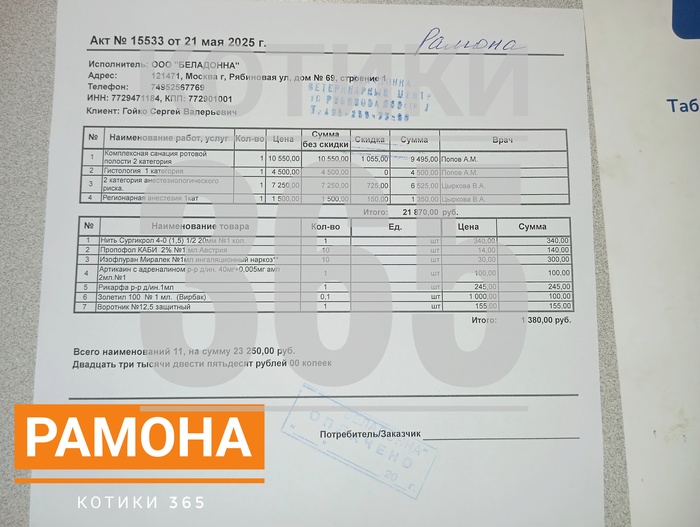 Акт № 15533 от 21 мая 2025 г.
Рамона
Исполнитель: ООО "БЕЛАДОННА"
Адрес: 121471, Москва г, Рябиновая ул, дом № 69, строение 1
Телефон: 74952567769
ИНН: 7729471184, КПП: 772901001
Клиент: Гойко Сергей Валерьевич
ВЕТЕРИНАРНЫЙ ЦЕНТР
КОТИКИ
365
Таб
№ Наименование работ, услуг Кол-во Цена Сумма без скидки Скидка Сумма Врач
1 Комплексная санация ротовой полости 2 категория 1 10 550,00 10 550,00 1 055,00 9 495,00 Попов А.М.
2 Гистология 1 категория 1 4 500,00 4 500,00 0 4 500,00 Попов А.М.
3 2 категория анестезиологического риска. 1 7 250,00 7 250,00 725,00 6 525,00 Цыркова В.А.
4 Регионарная анестезия 1кат 1 1 500,00 1 500,00 150,00 1 350,00 Цыркова В.А.
Итого: 21 870,00 руб.
№ Наименование товара Кол-во Ед. Цена Сумма
1 Нить Сургикрол 4-0 (1,5) 1/2 20мм №1 кол. 1 шт 340,00 340,00
2 Пропофол КАБИ 2% №1 мл Австрия 10 шт 14,00 140,00
3 Изофлуран Миралек №1мл ингаляционный наркоз** 10 шт 30,00 300,00
4 Артикаин с адреналином р-р д/ин. 40мг+0,005мг амп 2мл.№1 1 шт 100,00 100,00
5 Рикарфа р-р д/ин.1мл 1 шт 245,00 245,00
6 Золетил 100 № 1 мл. (Вирбак) 0,1 шт 1 000,00 100,00
7 Воротник №12,5 защитный 1 шт 155,00 155,00
Итого: 1 380,00 руб.
Всего наименований 11, на сумму 23 250,00 руб.
Двадцать три тысячи двести пятьдесят рублей 00 копеек
ОПЛАЧЕНО
20 г.
Потребитель/Заказчик
РАМОНА
КОТИКИ 365